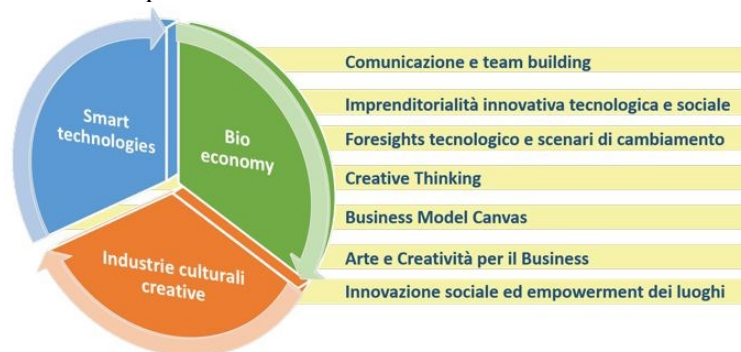 Smart
technologies
Bio
economy
Industrie culturali
creative
Comunicazione e team building
Imprenditorialità innovativa tecnologica e sociale
Foresights tecnologico e scenari di cambiamento
Creative Thinking
Business Model Canvas
Arte e Creatività per il Business
Innovazione sociale ed empowerment dei luoghi